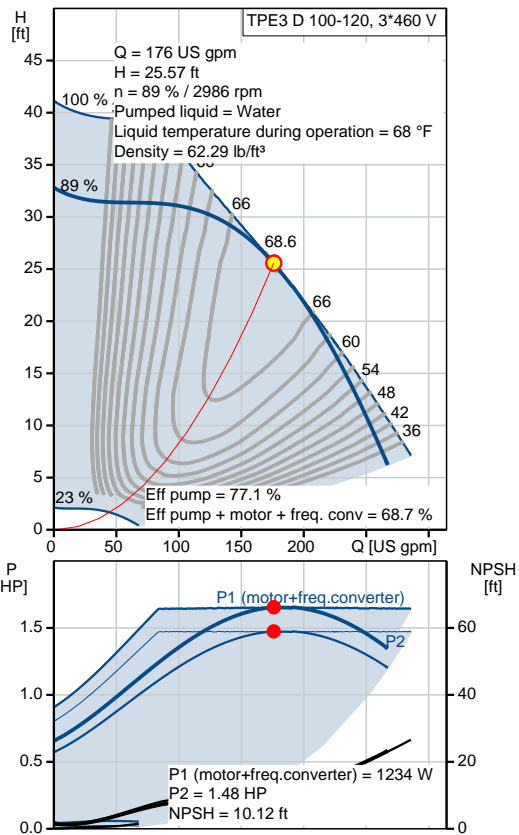 H
[ft]
TPE3 D 100-120, 3*460 V
Q = 176 US gpm
H = 25.57 ft
n = 89 % / 2986 rpm
Pumped liquid = Water
Liquid temperature during operation = 68 °F
Density = 62.29 lb/ft³
45
40
35
30
25
20
15
10
5
0
100 %
89 %
23 %
66
68.6
66
60
54
48
42
36
Eff pump = 77.1 %
Eff pump + motor + freq. conv = 68.7 %
0
50
100
150
200
Q [US gpm]
P
HP]
NPSH
[ft]
P1 (motor+freq.converter)
P2
1.5
1.0
0.5
0.0
60
40
20
0
P1 (motor+freq.converter) = 1234 W
P2 = 1.48 HP
NPSH = 10.12 ft